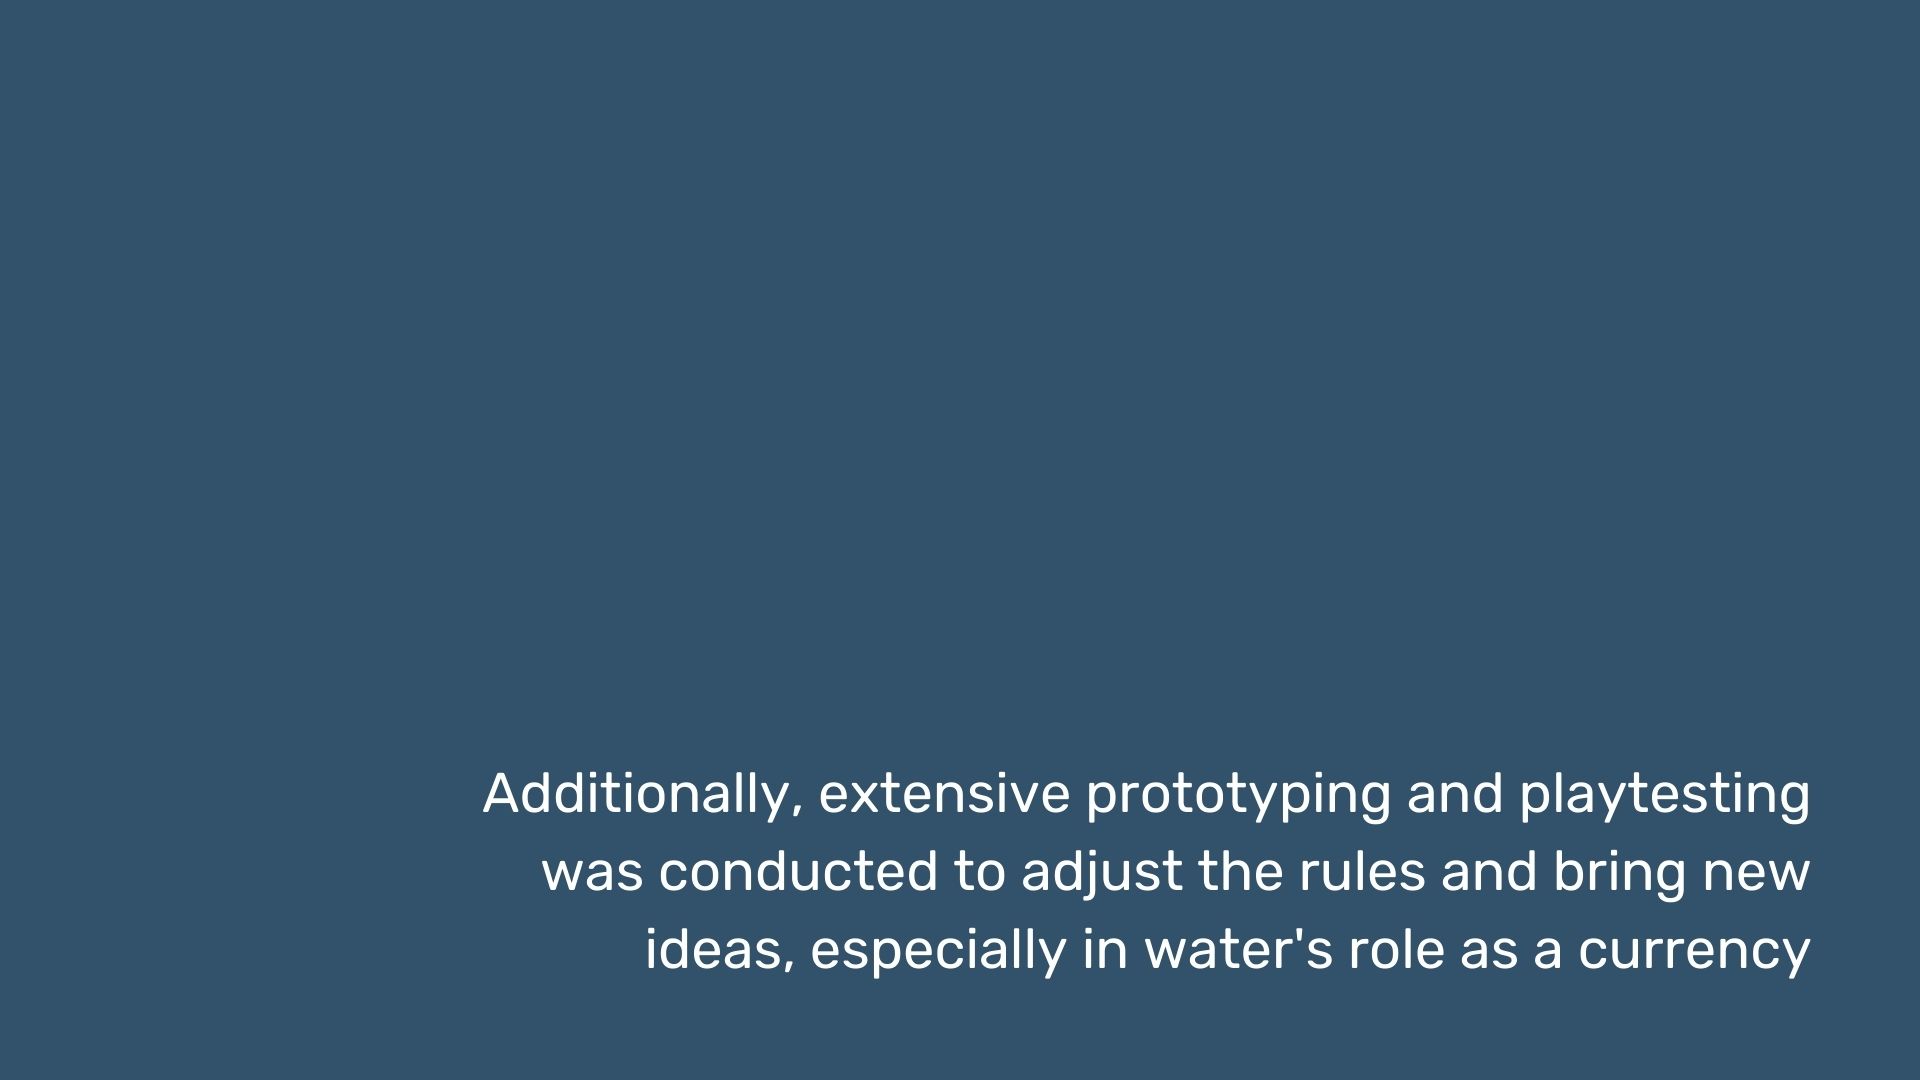 Additionally, extensive prototyping and playtesting
was conducted to adjust the rules and bring new
ideas, especially in water's role as a currency